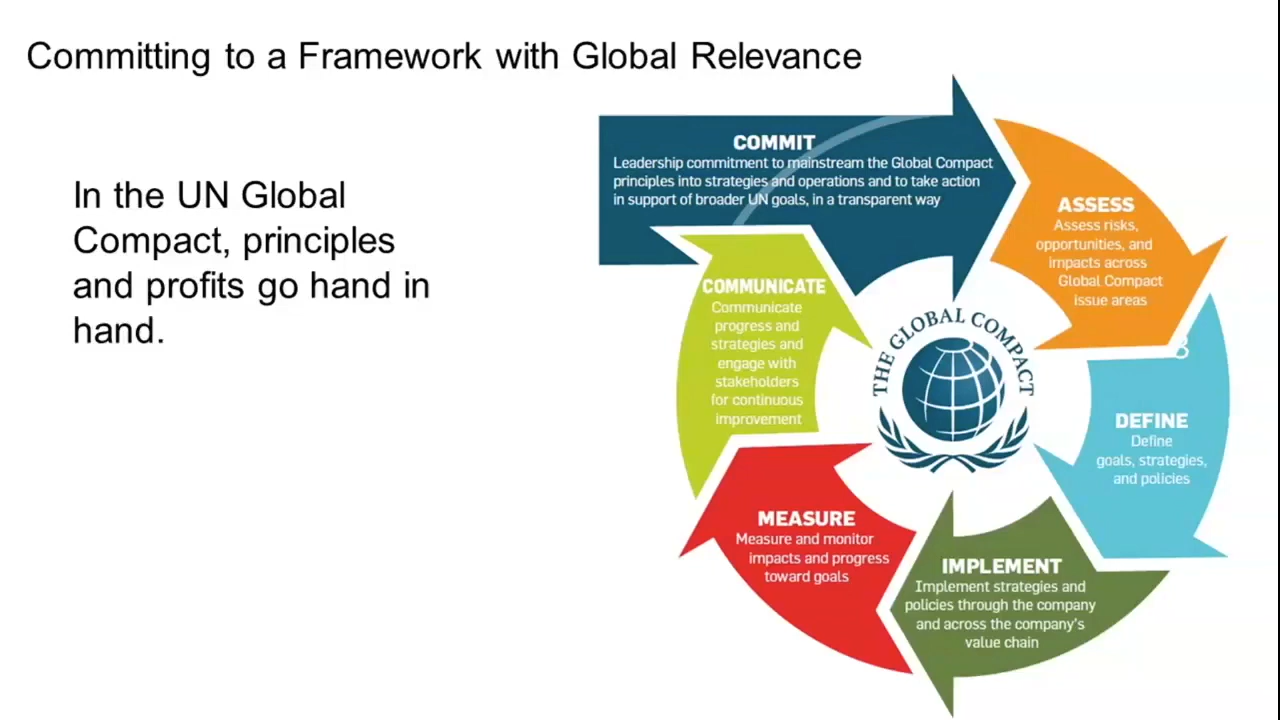 Committing to a Framework with Global Relevance
In the UN Global
Compact, principles
and profits go hand in
hand.
COMMIT
Leadership commitment to mainstream the Global Compact
principles into strategies and operations and to take action
in support of broader UN goals, in a transparent way
ASSESS
Assess risks,
opportunities, and
impacts across
Global Compact
issue areas
DEFINE
Define
goals, strategies,
and policies
IMPLEMENT
Implement strategies and
policies through the company
and across the company's
value chain
MEASURE
Measure and monitor
impacts and progress
toward goals
COMMUNICATE
Communicate
progress and
strategies and
engage with
stakeholders
for continuous
improvement
THE GLOBAL COMPACT